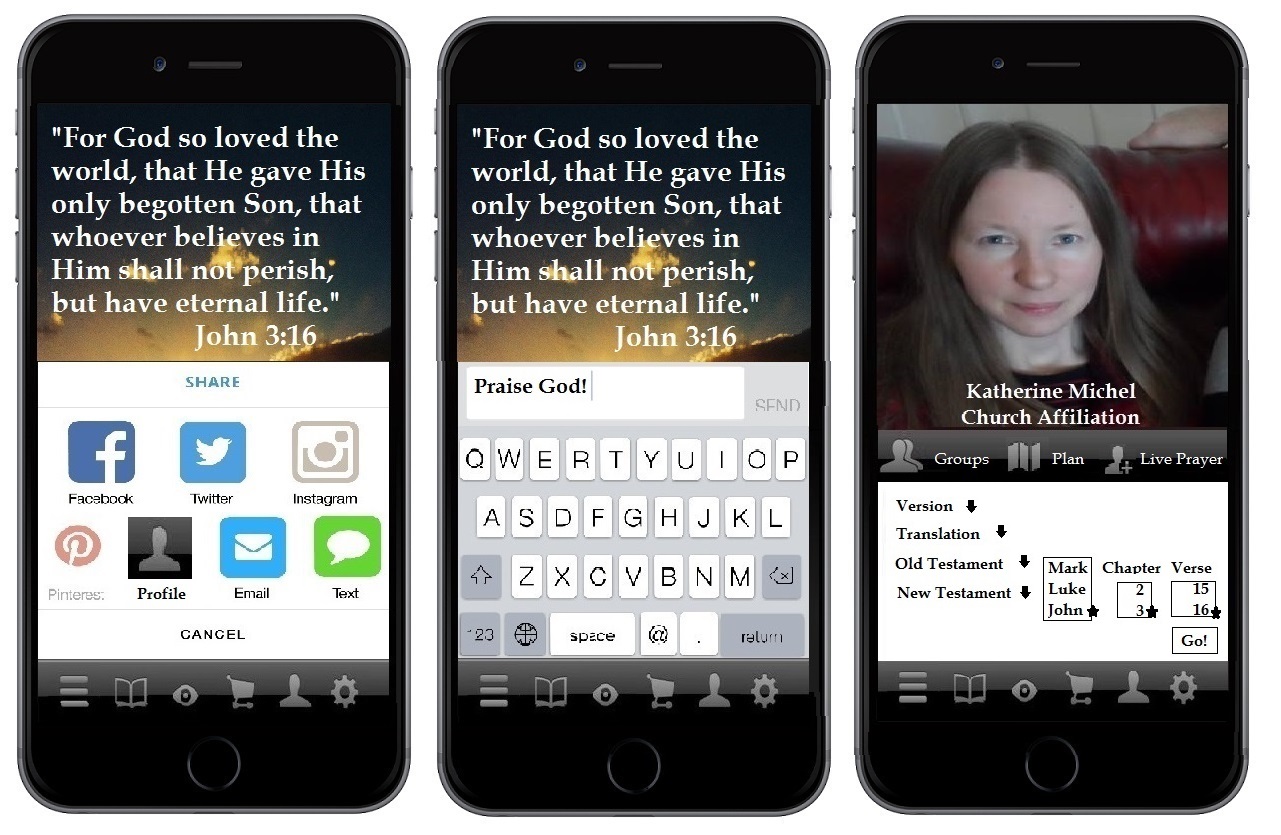 "For God so loved the
world, that He gave His
only begotten Son, that
whoever believes in
Him shall not perish,
but have eternal life."
John 3:16
SHARE
Facebook Twitter Instagram
Pinterest Profile Email Text
CANCEL
"For God so loved the
world, that He gave His
only begotten Son, that
whoever believes in
Him shall not perish,
but have eternal life."
John 3:16
Praise God!
SEND
Q W E R T Y U I O P
A S D F G H J K L
Z X C V B N M
123 space @ . return
Katherine Michel
Church Affiliation
Groups Plan Live Prayer
Version
Translation
Old Testament
New Testament
Mark
Luke
John
Chapter
2
3
Verse
15
16
Go!